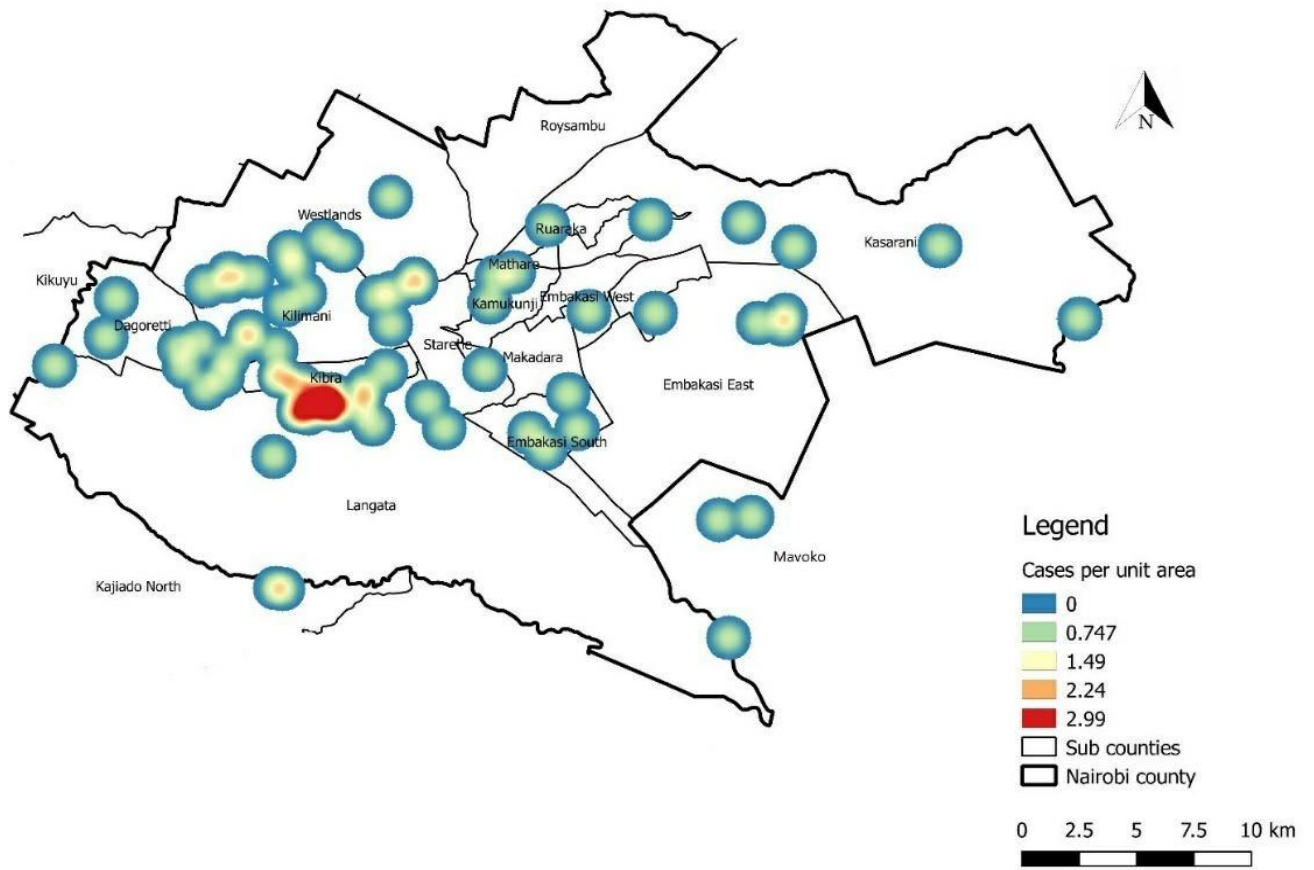 Roysambu
N
Westlands
Ruaraka
Kasarani
Mathare
Kikuyu
Embakasi West
Kamukunji
Kilimani
Dagoretti
Starehe
Makadara
Kibra
Embakasi East
Embakasi South
Langata
Mavoko
Kajiado North
Legend
Cases per unit area
0
0.747
1.49
2.24
2.99
Sub counties
Nairobi county
0 2.5 5 7.5 10 km